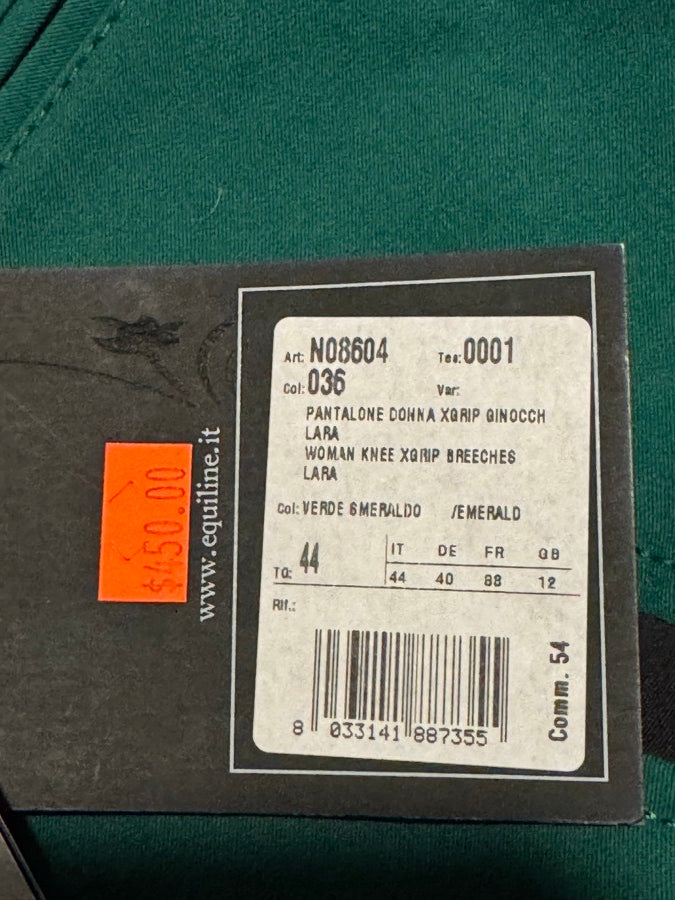 Art: N08604 Tes: 0001
Col: 036 Var:
PANTALONE DONNA XGRIP GINOCCH
LARA
WOMAN KNEE XGRIP BREECHES
LARA
Col: VERDE SMERALDO /EMERALD
TG: 44
IT DE FR GB
44 40 88 12
Rif.:
8 033141 887355
Comm. 54
www.equiline.it
$450.00